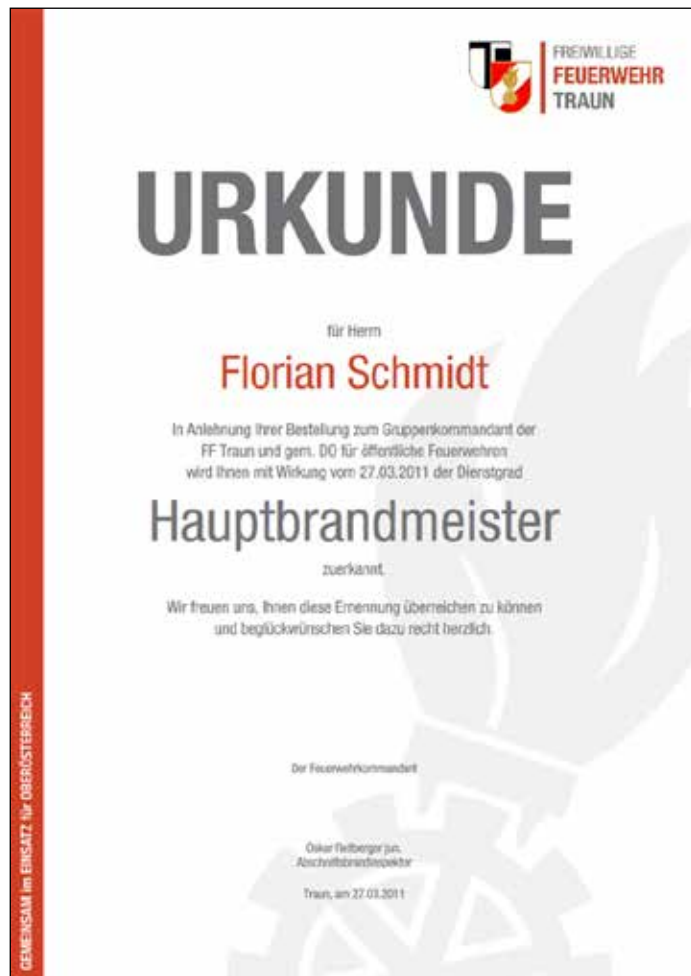 FREIWILLIGE
FEUERWEHR
TRAUN
URKUNDE
für Herrn
Florian Schmidt
In Anlehnung Ihrer Bestellung zum Gruppenkommandant der
FF Traun und gem. DO für öffentliche Feuerwehren
wird Ihnen mit Wirkung vom 27.03.2011 der Dienstgrad
Hauptbrandmeister
zuerkannt.
Wir freuen uns, Ihnen diese Ernennung überreichen zu können
und beglückwünschen Sie dazu recht herzlich.
Der Feuerwehrkommandant
Oskar jun.
Abschnittsbrandinspektor
Traun, am 27.03.2011
GEMEINSAM im EINSATZ für OBERÖSTERREICH